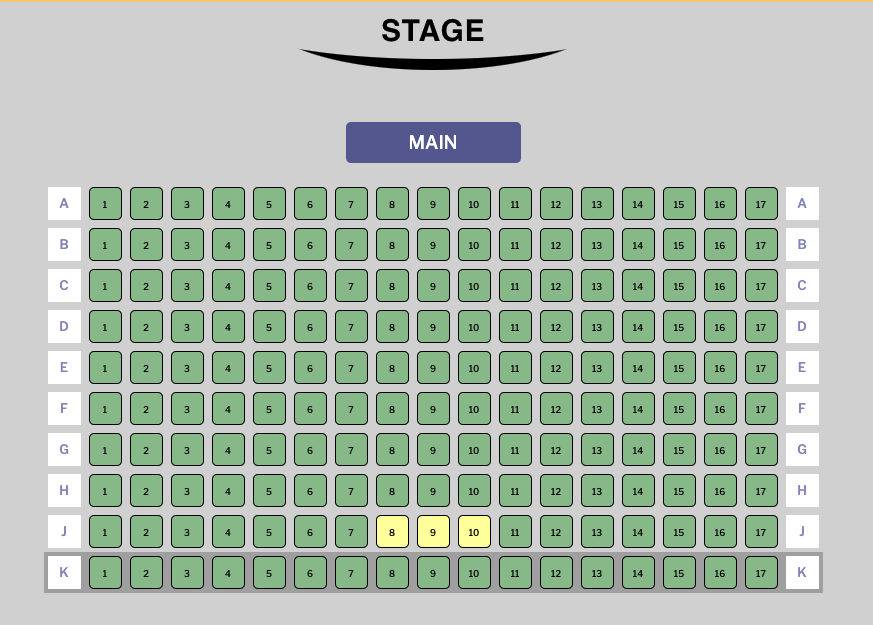 STAGE
MAIN
A 1 2 3 4 5 6 7 8 9 10 11 12 13 14 15 16 17 A
B 1 2 3 4 5 6 7 8 9 10 11 12 13 14 15 16 17 B
C 1 2 3 4 5 6 7 8 9 10 11 12 13 14 15 16 17 C
D 1 2 3 4 5 6 7 8 9 10 11 12 13 14 15 16 17 D
E 1 2 3 4 5 6 7 8 9 10 11 12 13 14 15 16 17 E
F 1 2 3 4 5 6 7 8 9 10 11 12 13 14 15 16 17 F
G 1 2 3 4 5 6 7 8 9 10 11 12 13 14 15 16 17 G
H 1 2 3 4 5 6 7 8 9 10 11 12 13 14 15 16 17 H
J 1 2 3 4 5 6 7 8 9 10 11 12 13 14 15 16 17 J
K 1 2 3 4 5 6 7 8 9 10 11 12 13 14 15 16 17 K